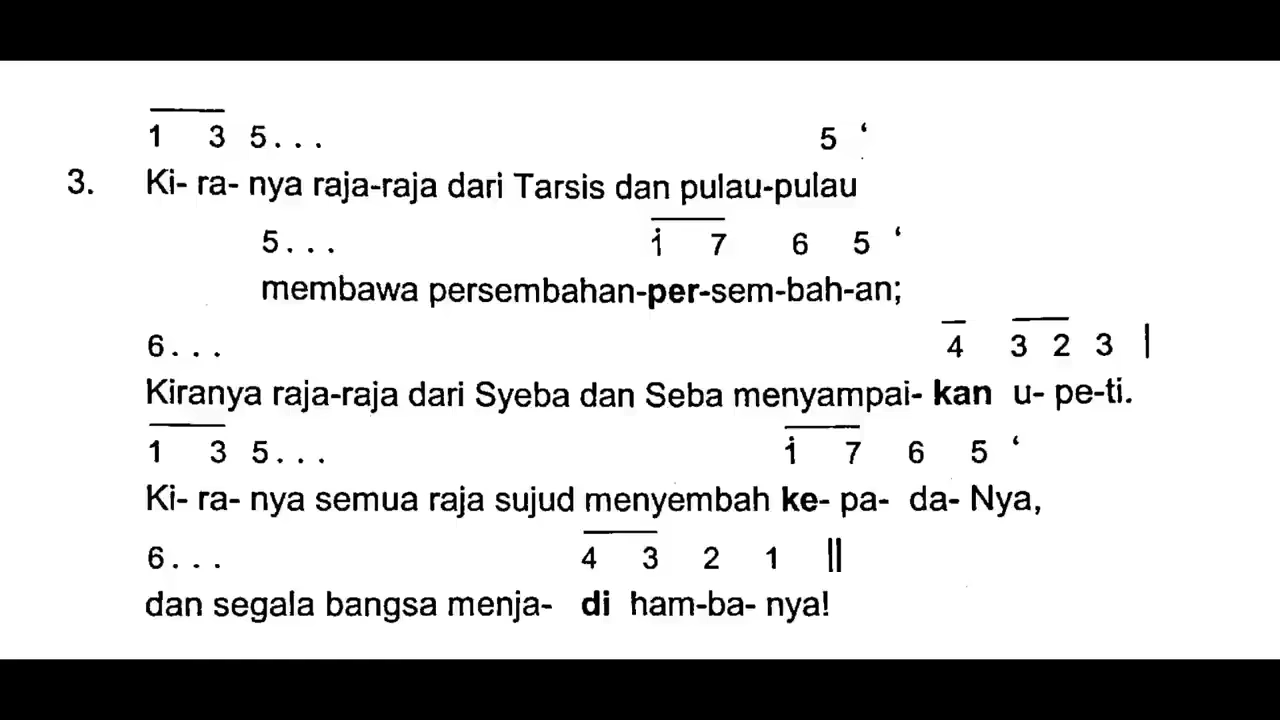 1 3 5... 5 ‘
3. Ki- ra- nya raja-raja dari Tarsis dan pulau-pulau
5... i 7 6 5 ‘
membawa persembahan-per-sem-bah-an;
6... 4 3 2 3 |
Kiranya raja-raja dari Syeba dan Seba menyampai- kan u- pe-ti.
1 3 5... i 7 6 5 ‘
Ki- ra- nya semua raja sujud menyembah ke- pa- da- Nya,
6... 4 3 2 1 ||
dan segala bangsa menja- di ham-ba- nya!